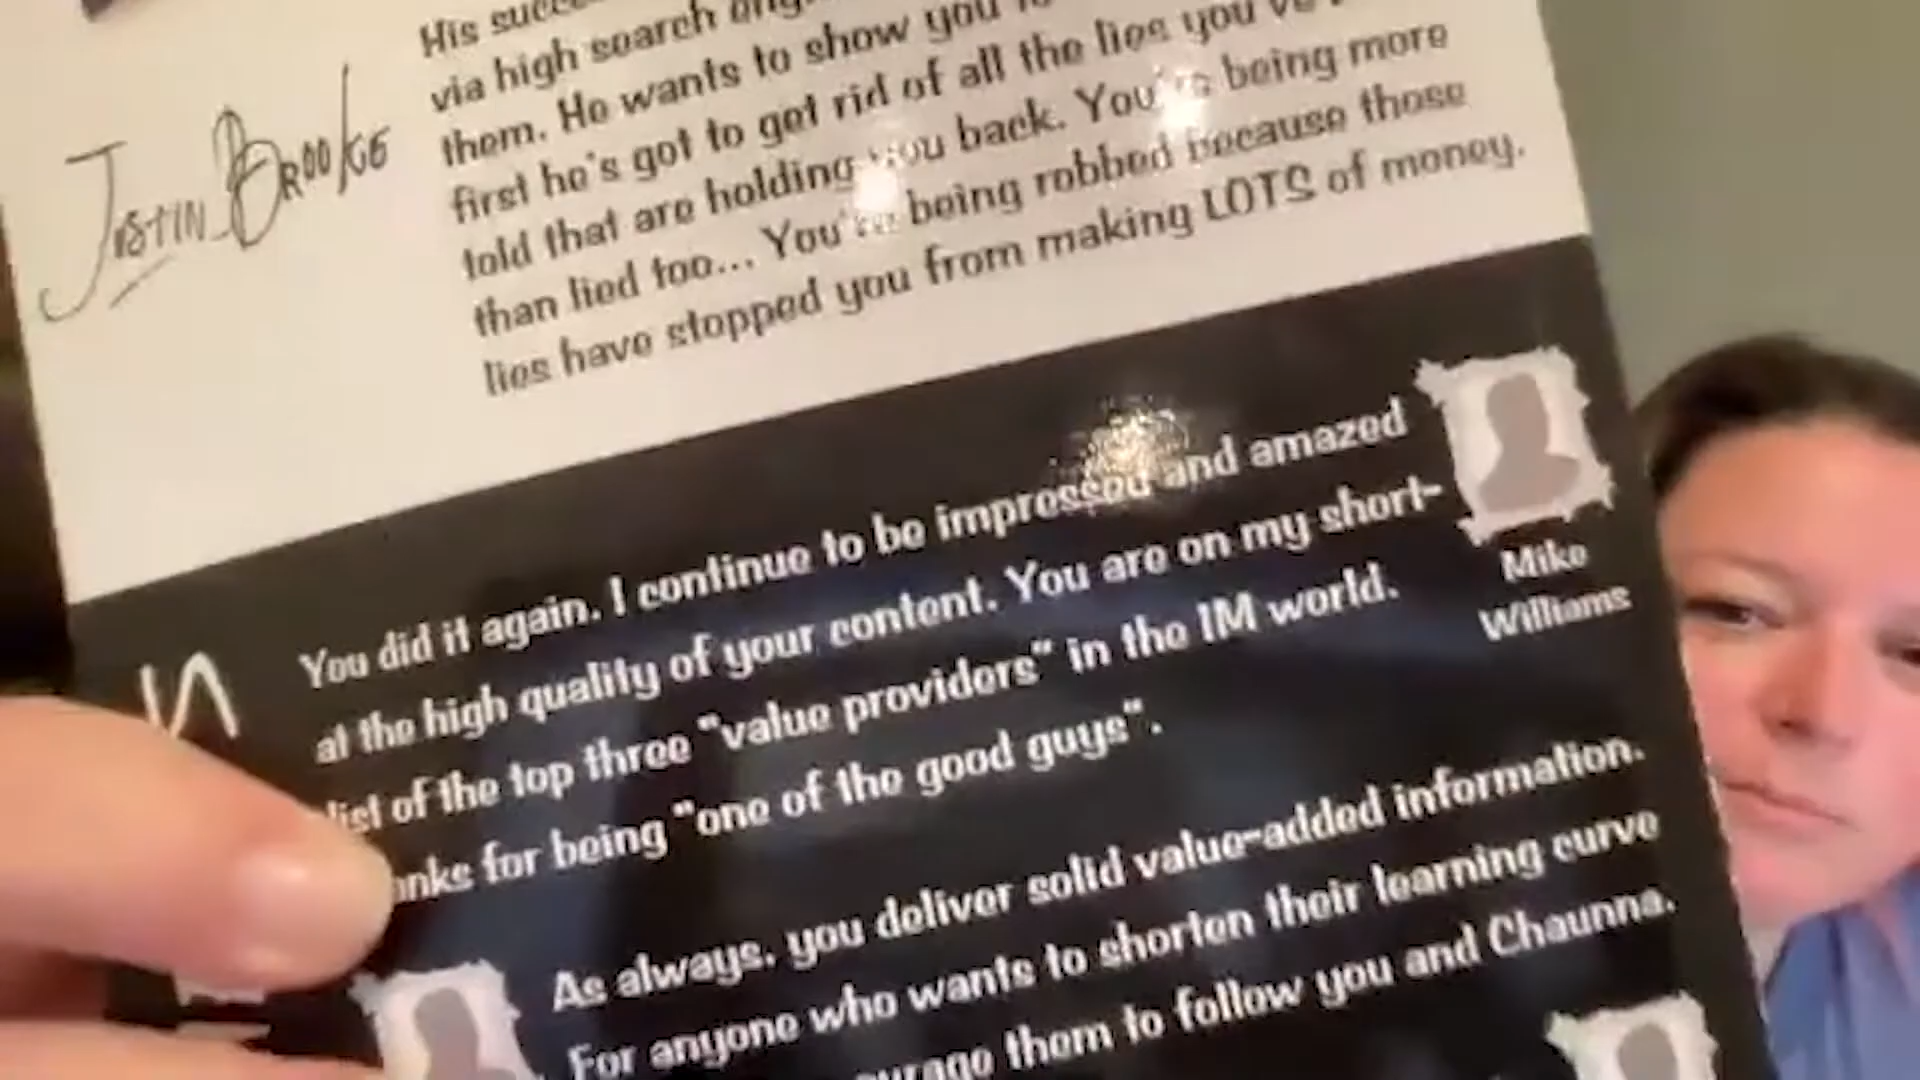 Justin Brooke
His
via high search
them. He wants to show you
first he's got to get rid of all the lies you've
told that are holding you back. You're being more
than lied too... You're being robbed because those
lies have stopped you from making LOTS of money.
You did it again. I continue to be impressed and amazed
at the high quality of your content. You are on my short-
list of the top three "value providers" in the IM world.
for being "one of the good guys".
Mike
Williams
As always, you deliver solid value-added information.
For anyone who wants to shorten their learning curve
them to follow you and Chaunna.